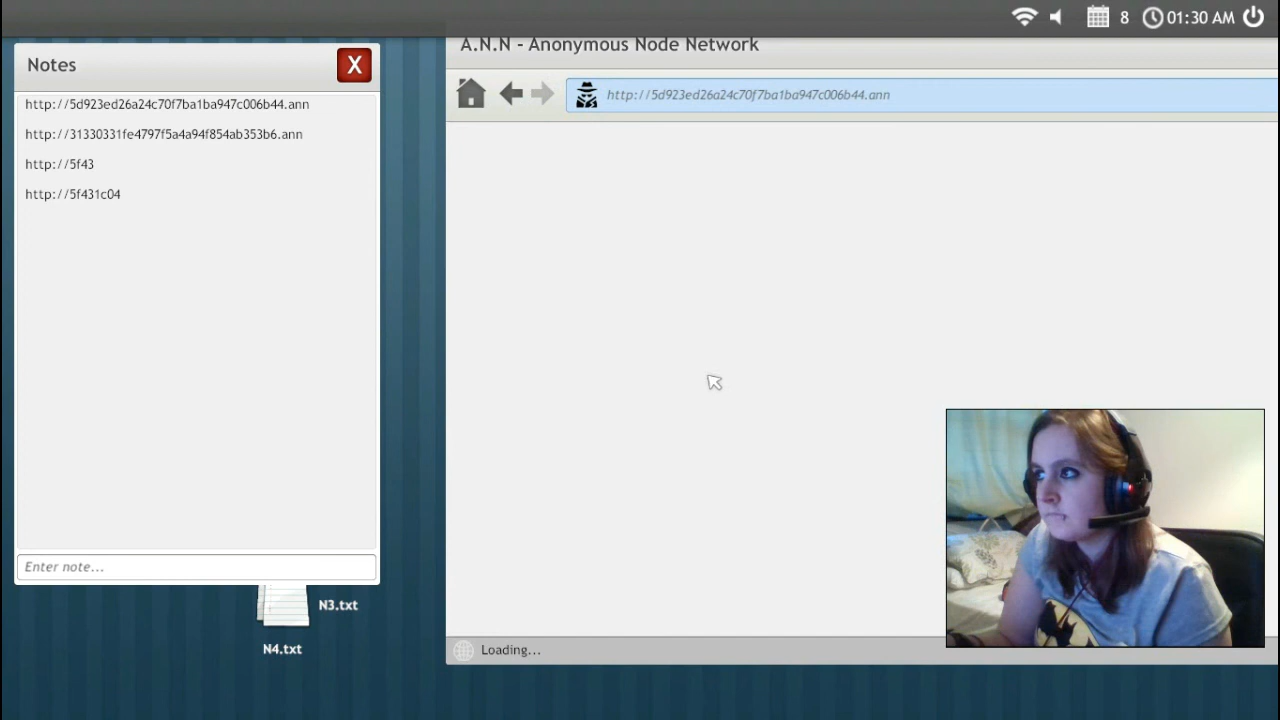 8 01:30 AM
Notes
X
http://5d923ed26a24c70f7ba1ba947c006b44.ann
http://31330331fe4797f5a4a94f854ab353b6.ann
http://5f43
http://5f431c04
Enter note...
N3.txt
N4.txt
A.N.N - Anonymous Node Network
http://5d923ed26a24c70f7ba1ba947c006b44.ann
Loading...